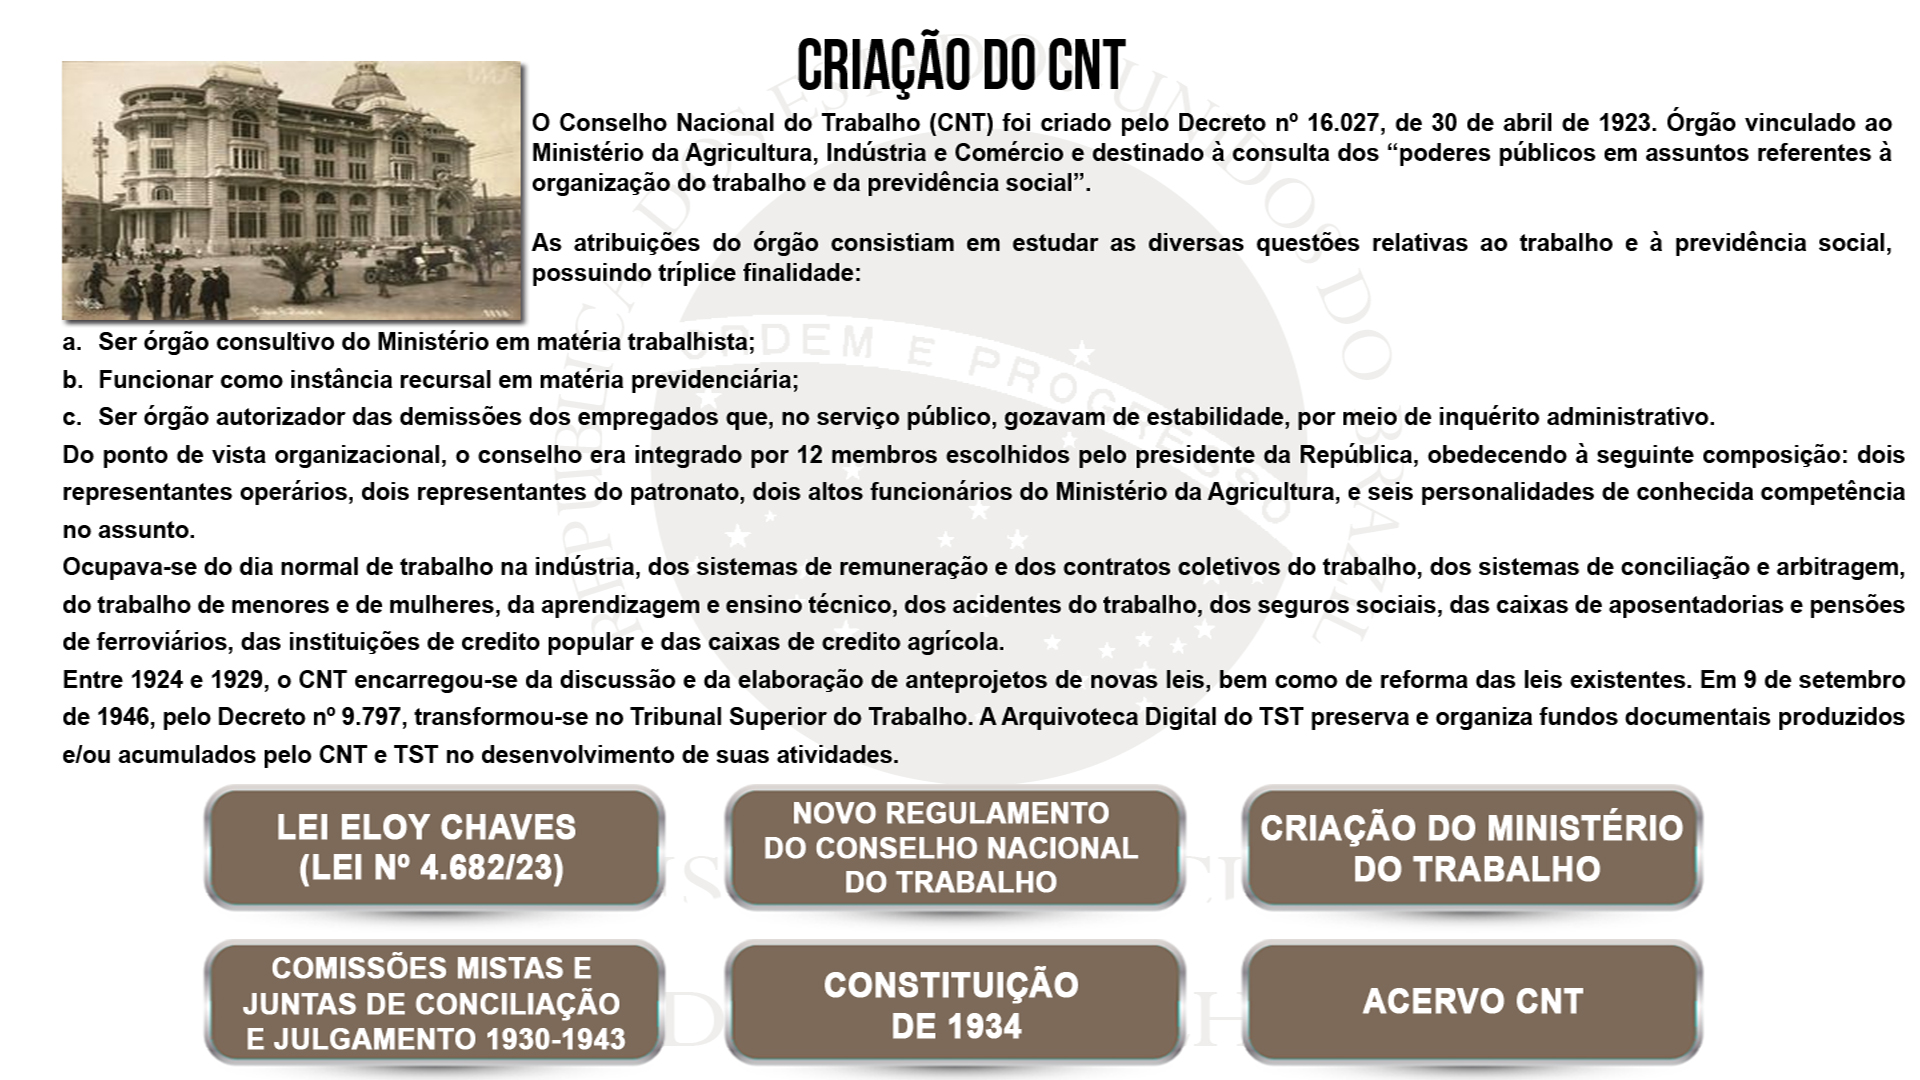 CRIAÇÃO DO CNT
O Conselho Nacional do Trabalho (CNT) foi criado pelo Decreto nº 16.027, de 30 de abril de 1923. Órgão vinculado ao
Ministério da Agricultura, Indústria e Comércio e destinado à consulta dos “poderes públicos em assuntos referentes à
organização do trabalho e da previdência social”.
As atribuições do órgão consistiam em estudar as diversas questões relativas ao trabalho e à previdência social,
possuindo tríplice finalidade:
a. Ser órgão consultivo do Ministério em matéria trabalhista;
b. Funcionar como instância recursal em matéria previdenciária;
c. Ser órgão autorizador das demissões dos empregados que, no serviço público, gozavam de estabilidade, por meio de inquérito administrativo.
Do ponto de vista organizacional, o conselho era integrado por 12 membros escolhidos pelo presidente da República, obedecendo à seguinte composição: dois
representantes operários, dois representantes do patronato, dois altos funcionários do Ministério da Agricultura, e seis personalidades de conhecida competência
no assunto.
Ocupava-se do dia normal de trabalho na indústria, dos sistemas de remuneração e dos contratos coletivos do trabalho, dos sistemas de conciliação e arbitragem,
do trabalho de menores e de mulheres, da aprendizagem e ensino técnico, dos acidentes do trabalho, dos seguros sociais, das caixas de aposentadorias e pensões
de ferroviários, das instituições de credito popular e das caixas de credito agrícola.
Entre 1924 e 1929, o CNT encarregou-se da discussão e da elaboração de anteprojetos de novas leis, bem como de reforma das leis existentes. Em 9 de setembro
de 1946, pelo Decreto nº 9.797, transformou-se no Tribunal Superior do Trabalho. A Arquivoteca Digital do TST preserva e organiza fundos documentais produzidos
e/ou acumulados pelo CNT e TST no desenvolvimento de suas atividades.
REPUBLICA DOS ESTADOS UNIDOS DO BRAZIL
ORDEM E PROGRESSO
LEI ELOY CHAVES
(LEI Nº 4.682/23)
NOVO REGULAMENTO
DO CONSELHO NACIONAL
DO TRABALHO
CRIAÇÃO DO MINISTÉRIO
DO TRABALHO
COMISSÕES MISTAS E
JUNTAS DE CONCILIAÇÃO
E JULGAMENTO 1930-1943
CONSTITUIÇÃO
DE 1934
ACERVO CNT